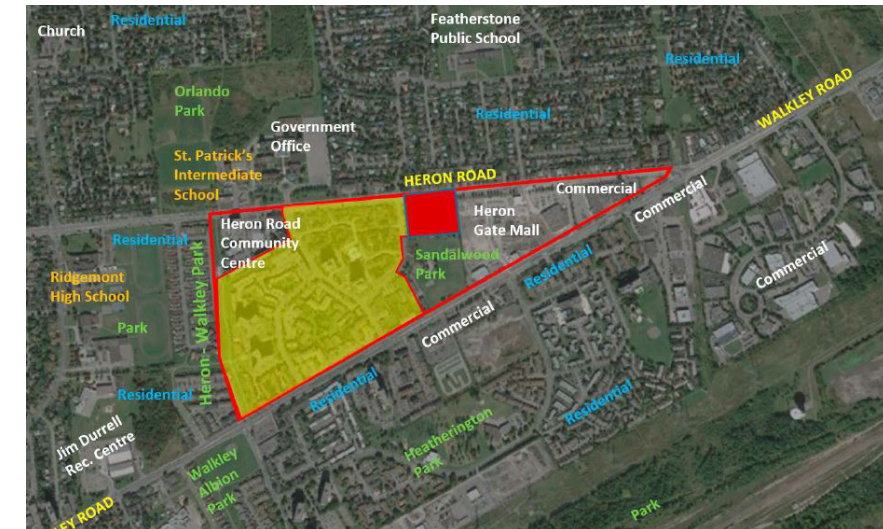 Church
Residential
Featherstone
Public School
Residential
Orlando
Park
WALKLEY ROAD
Residential
Government
Office
St. Patrick's
Intermediate
School
HERON ROAD
Commercial
Commercial
Heron Road
Community
Centre
Heron
Gate Mall
Residential
Sandalwood
Park
Residential
Commercial
Ridgemont
High School
Heron - Walkley Park
Park
Commercial
Residential
Residential
Residential
Jim Durrell
Rec. Centre
Heatherington
Park
Walkley
Albion
Park
LEY ROAD
Park